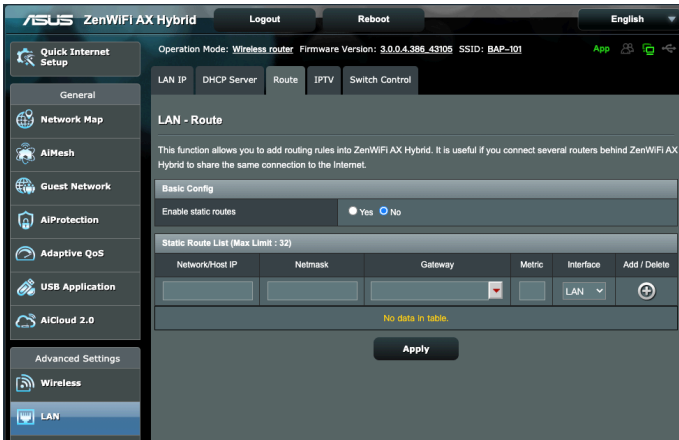 ASUS ZenWiFi AX Hybrid Logout Reboot English
Quick Internet Setup
Operation Mode: Wireless router Firmware Version: 3.0.0.4.386_43105 SSID: BAP-101 App
LAN IP DHCP Server Route IPTV Switch Control
General
Network Map
AiMesh
Guest Network
AiProtection
Adaptive QoS
USB Application
AiCloud 2.0
Advanced Settings
Wireless
LAN
LAN - Route
This function allows you to add routing rules into ZenWiFi AX Hybrid. It is useful if you connect several routers behind ZenWiFi AX
Hybrid to share the same connection to the Internet.
Basic Config
Enable static routes Yes No
Static Route List (Max Limit : 32)
Network/Host IP Netmask Gateway Metric Interface Add / Delete
LAN
No data in table.
Apply